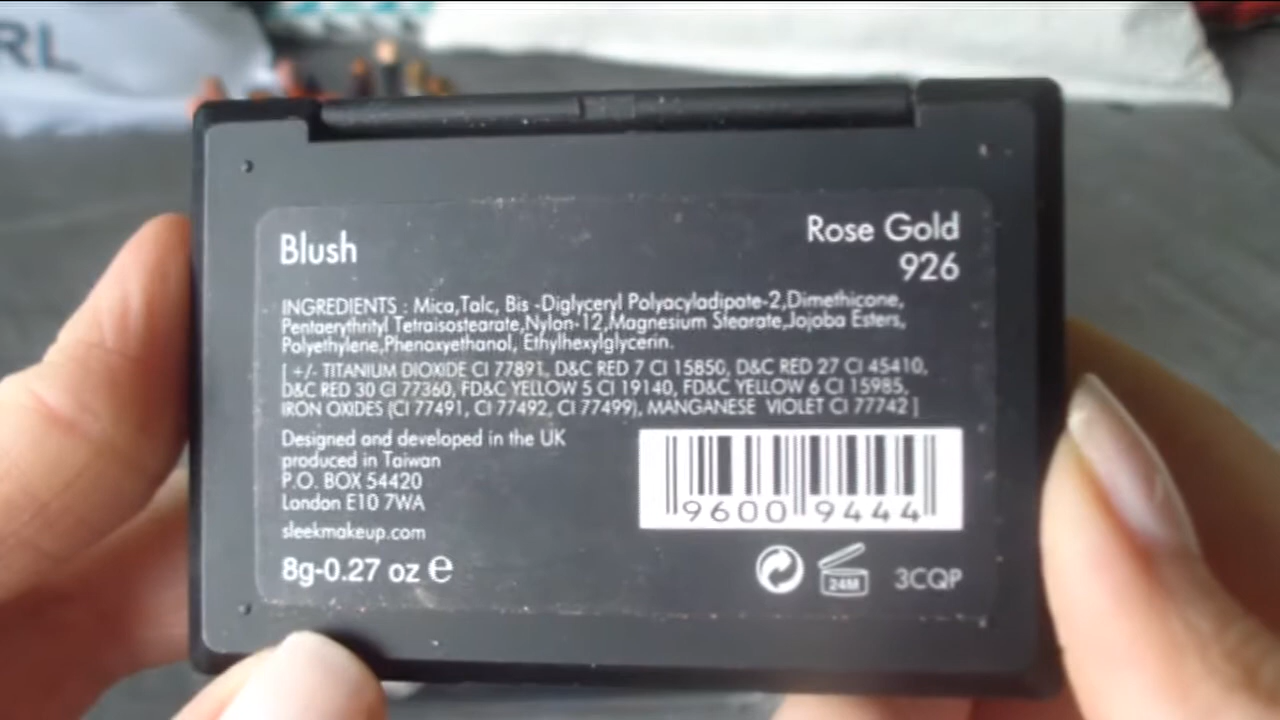 RL
Blush
Rose Gold
926
INGREDIENTS : Mica,Talc, Bis -Diglyceryl Polyacyladipate-2,Dimethicone,
Pentaerythrityl Tetraisostearate,Nylon-12,Magnesium Stearate,Jojoba Esters,
Polyethylene,Phenoxyethanol, Ethylhexylglycerin.
[ +/- TITANIUM DIOXIDE CI 77891, D&C RED 7 CI 15850, D&C RED 27 CI 45410,
D&C RED 30 CI 77360, FD&C YELLOW 5 CI 19140, FD&C YELLOW 6 CI 15985,
IRON OXIDES (CI 77491, CI 77492, CI 77499), MANGANESE VIOLET CI 77742 ]
Designed and developed in the UK
produced in Taiwan
P.O. BOX 54420
London E10 7WA
sleekmakeup.com
8g-0.27 oz e
9600 9444
24M
3CQP